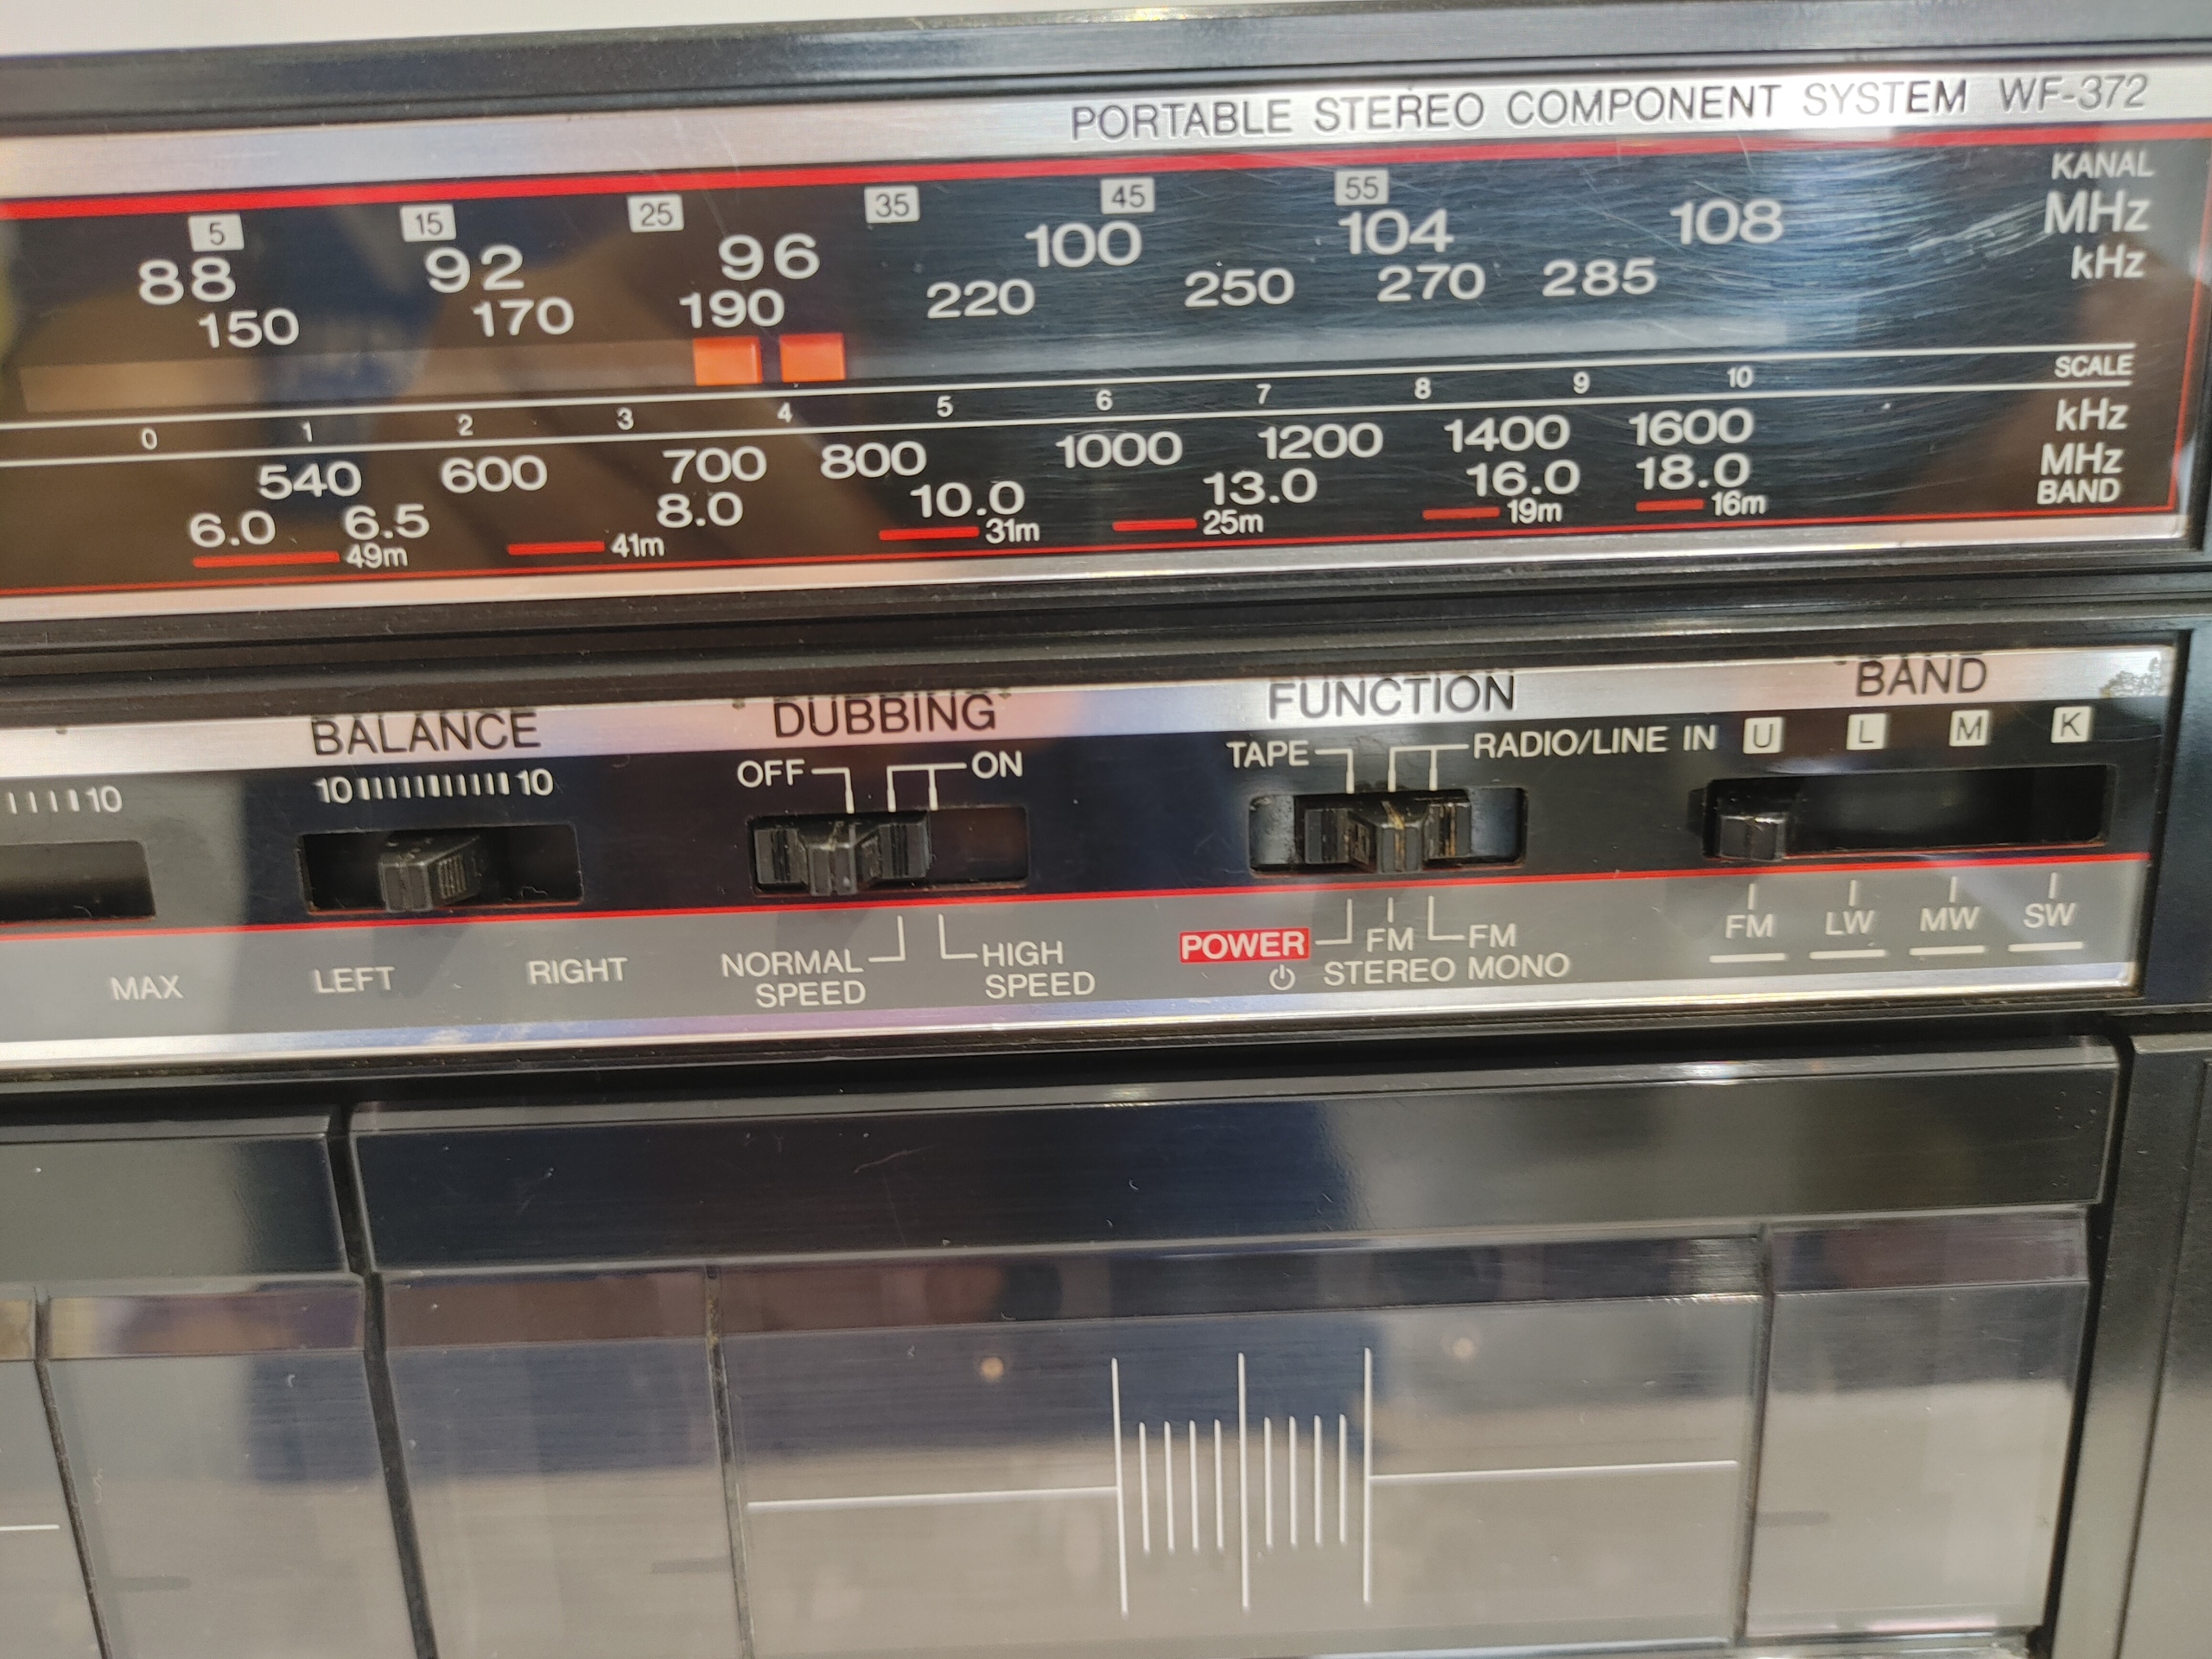 PORTABLE STEREO COMPONENT SYSTEM WF-372
5 15 25 35 45 55 KANAL
88 92 96 100 104 108 MHz
150 170 190 220 250 270 285 kHz
0 1 2 3 4 5 6 7 8 9 10 SCALE
540 600 700 800 1000 1200 1400 1600 kHz
6.0 6.5 8.0 10.0 13.0 16.0 18.0 MHz
49m 41m 31m 25m 19m 16m BAND
BALANCE DUBBING FUNCTION BAND
10 10 10 OFF ON TAPE RADIO/LINE IN U L M K
MAX LEFT RIGHT NORMAL SPEED HIGH SPEED POWER FM STEREO FM MONO FM LW MW SW